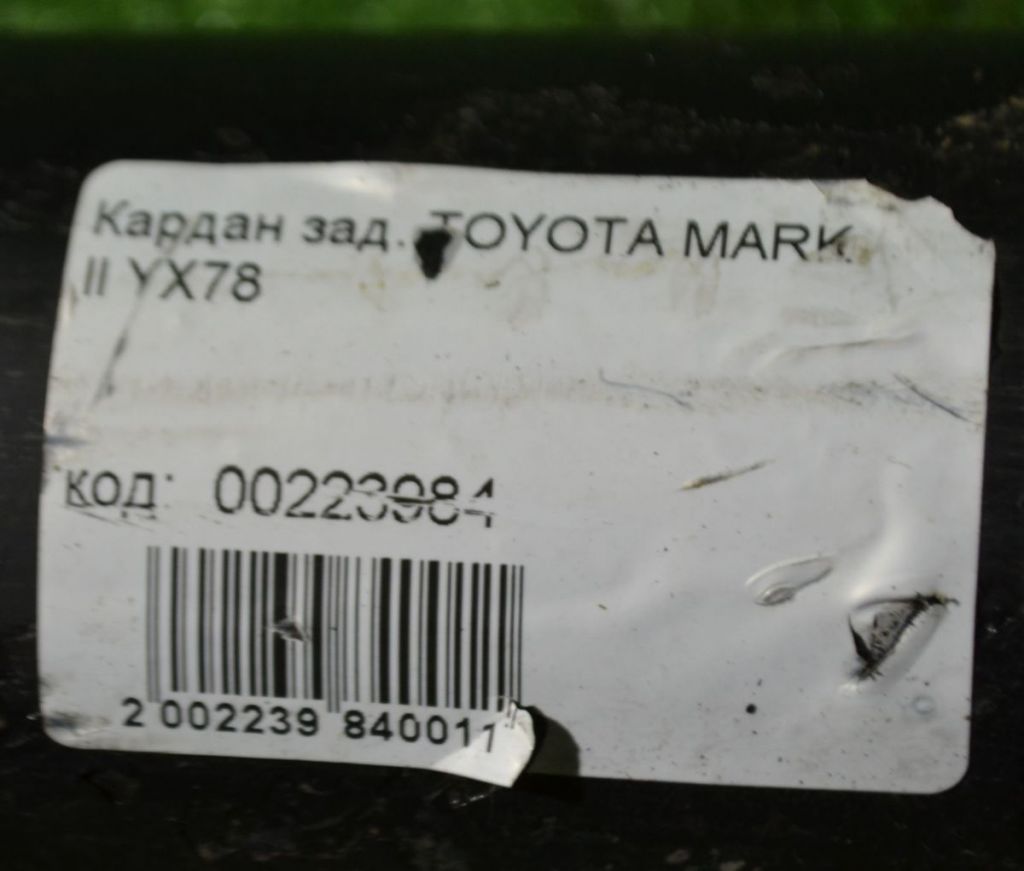 Кардан зад. TOYOTA MARK
II YX78
код: 00223984
2 002239 840011